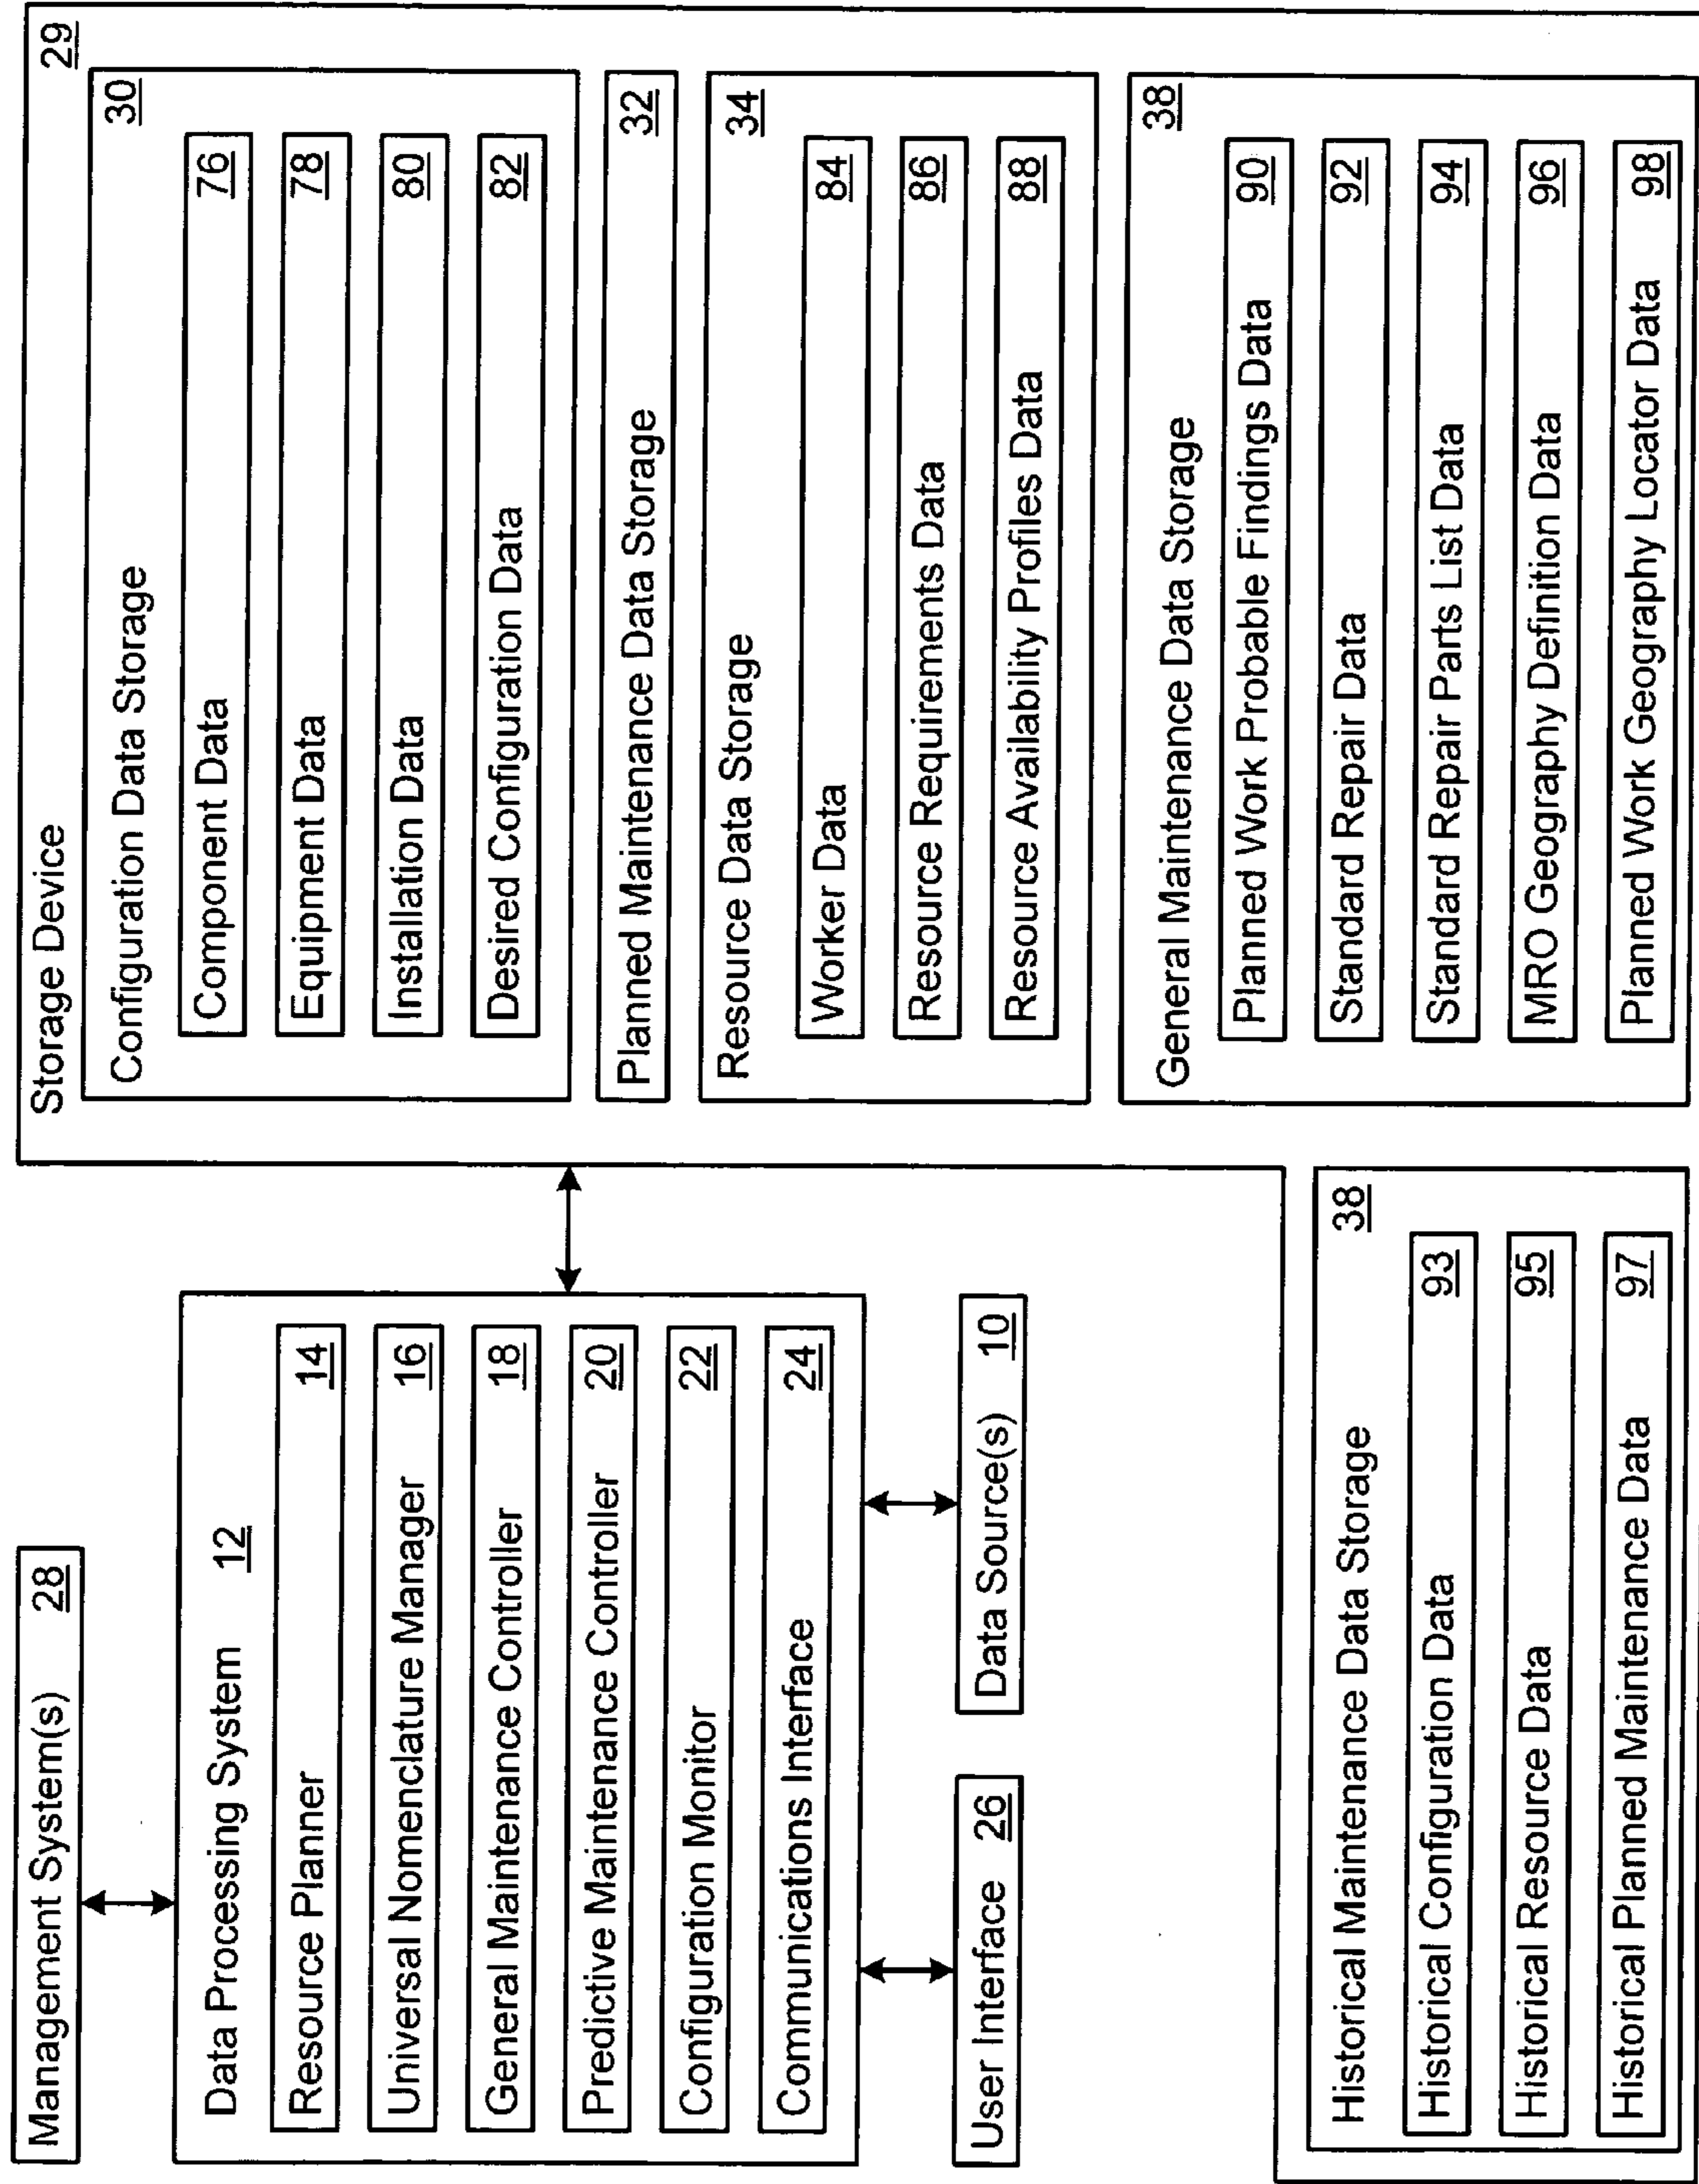 Management System(s) 28
Data Processing System 12
Resource Planner 14
Universal Nomenclature Manager 16
General Maintenance Controller 18
Predictive Maintenance Controller 20
Configuration Monitor 22
Communications Interface 24
User Interface 26
Data Source(s) 10
Storage Device 29
Configuration Data Storage 30
Component Data 76
Equipment Data 78
Installation Data 80
Desired Configuration Data 82
Planned Maintenance Data Storage 32
Resource Data Storage 34
Worker Data 84
Resource Requirements Data 86
Resource Availability Profiles Data 88
General Maintenance Data Storage 38
Planned Work Probable Findings Data 90
Standard Repair Data 92
Standard Repair Parts List Data 94
MRO Geography Definition Data 96
Planned Work Geography Locator Data 98
Historical Maintenance Data Storage 38
Historical Configuration Data 93
Historical Resource Data 95
Historical Planned Maintenance Data 97